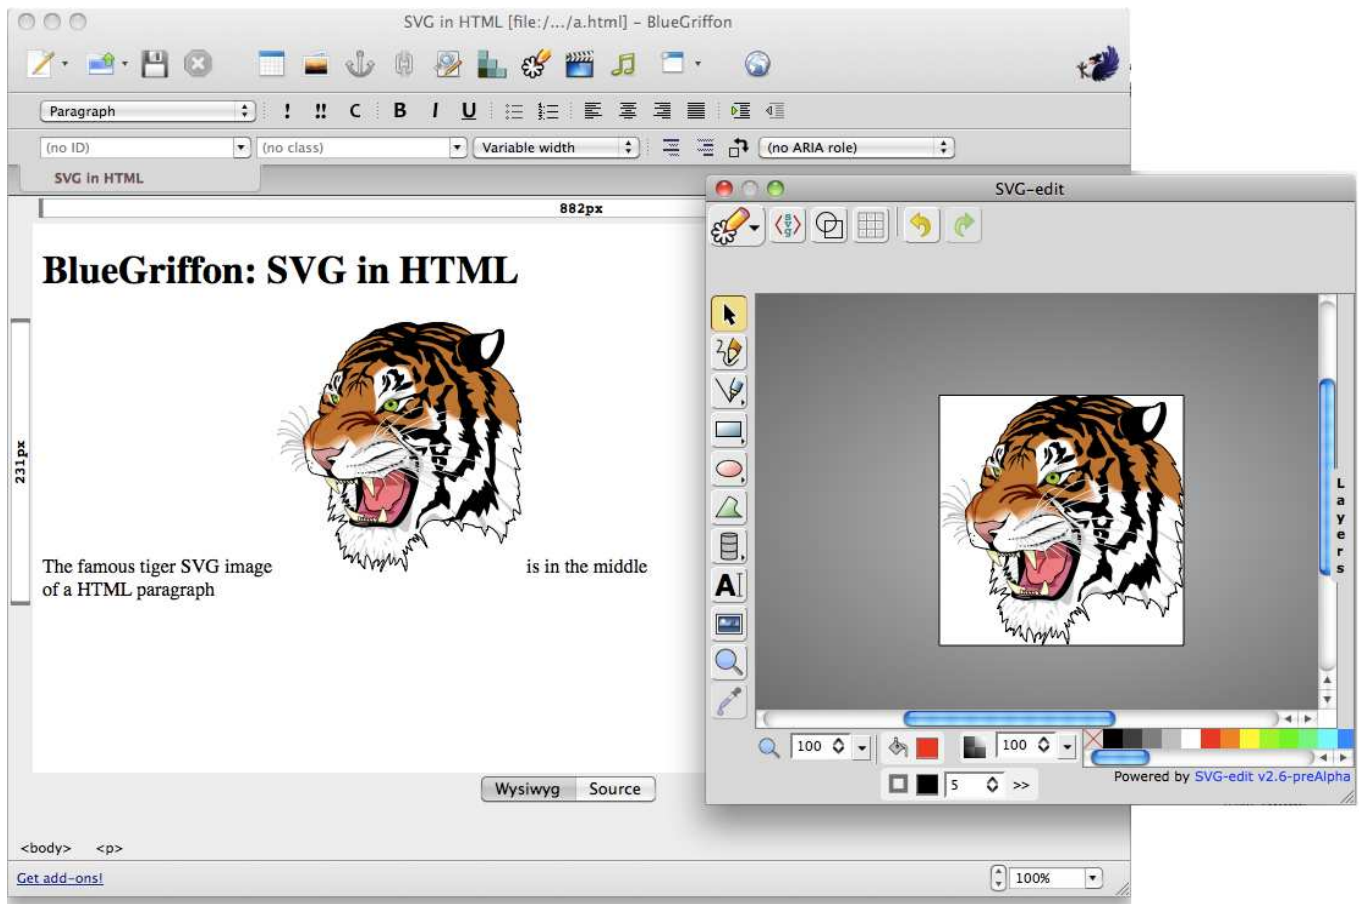 SVG in HTML [file:/.../a.html] – BlueGriffon
Paragraph
! !! C B I U
(no ID)
(no class)
Variable width
(no ARIA role)
SVG in HTML
882px
BlueGriffon: SVG in HTML
231px
The famous tiger SVG image is in the middle
of a HTML paragraph
Wysiwyg Source
<body> <p>
Get add-ons!
100%
SVG-edit
svg
A
Layers
100
100
Powered by SVG-edit v2.6-preAlpha
5 >>